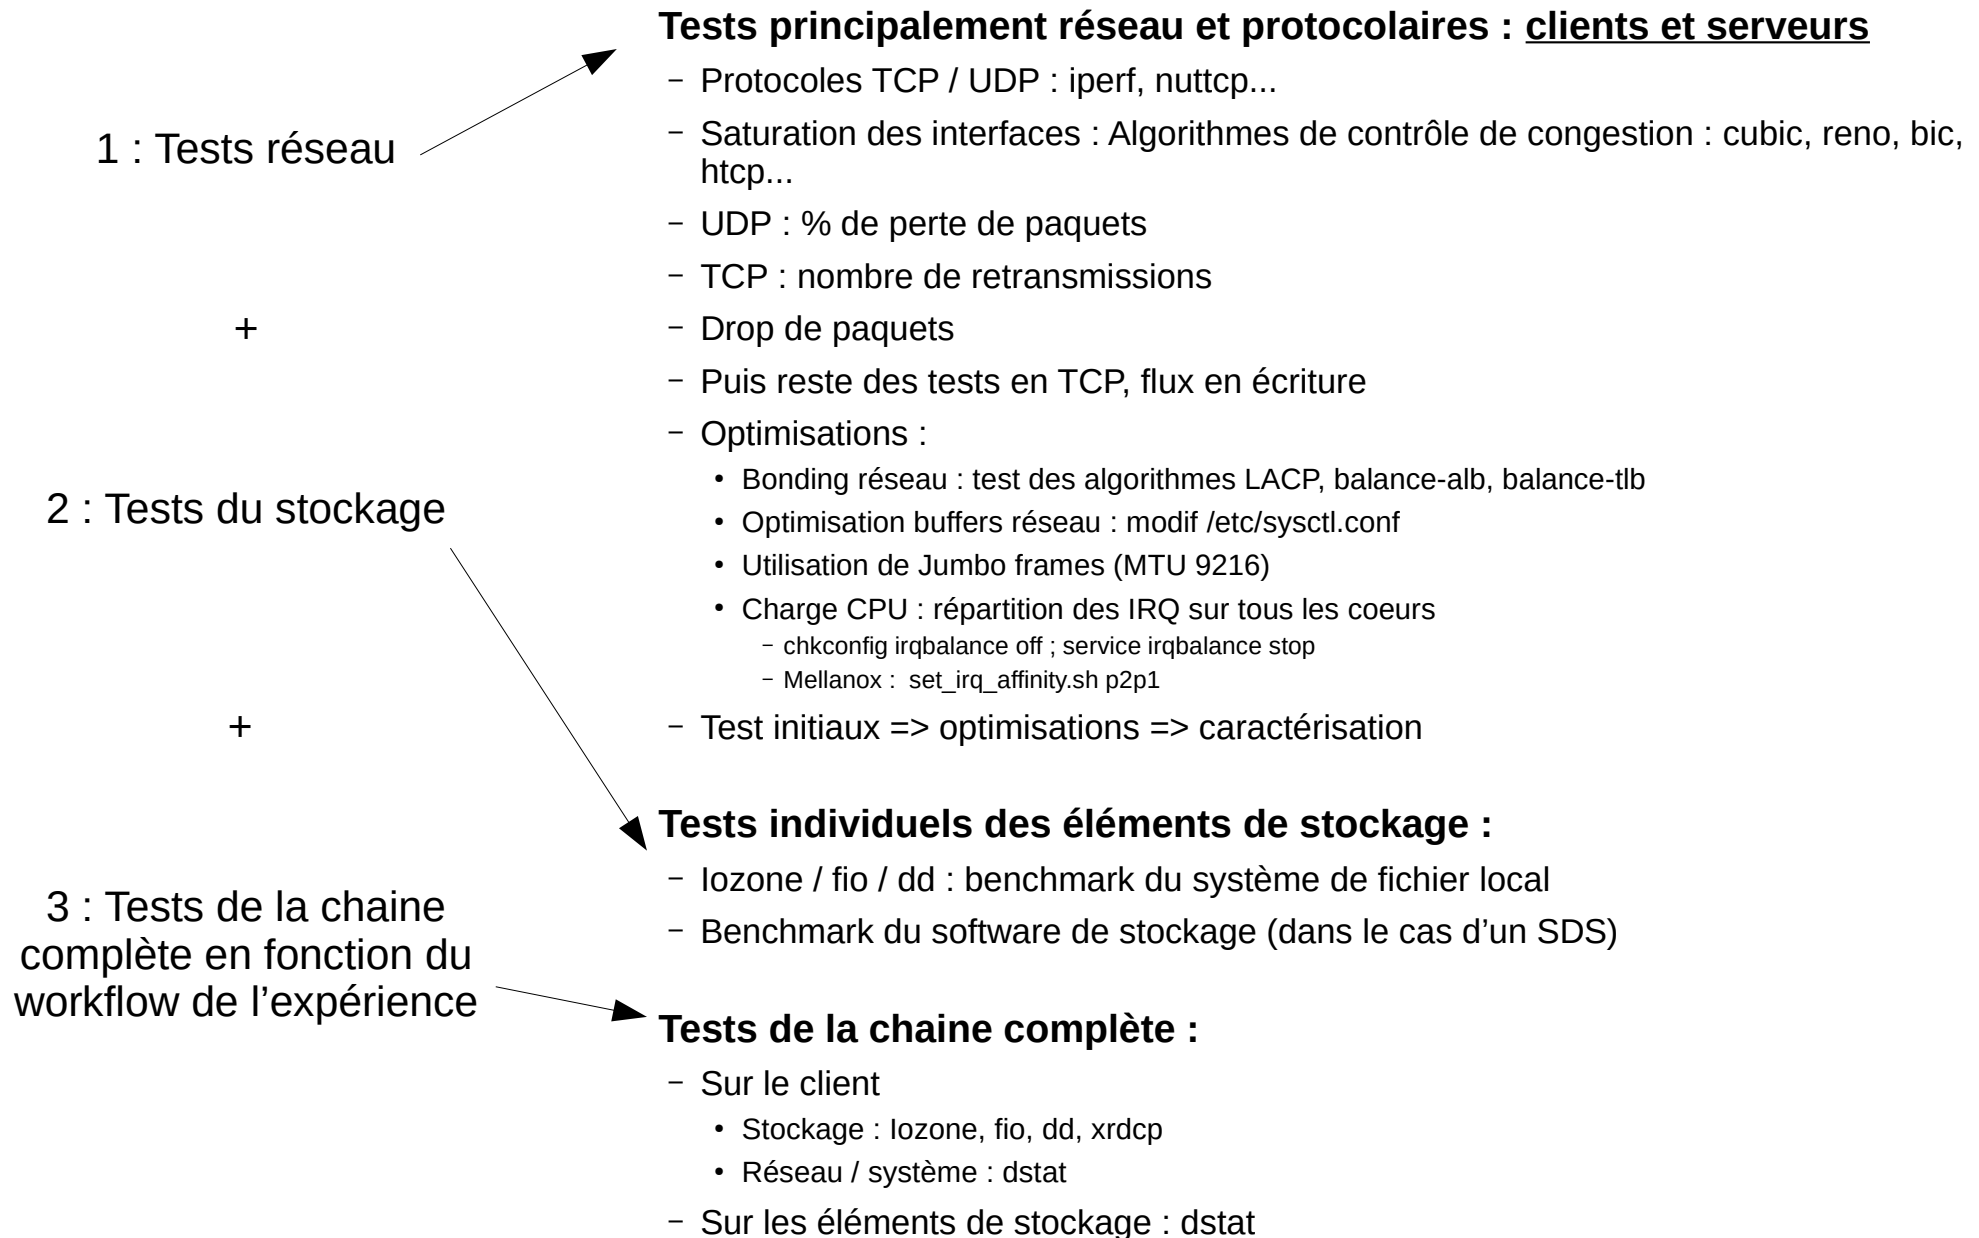 1 : Tests réseau
+
2 : Tests du stockage
+
3 : Tests de la chaine
complète en fonction du
workflow de l’expérience
Tests principalement réseau et protocolaires : clients et serveurs
– Protocoles TCP / UDP : iperf, nuttcp...
– Saturation des interfaces : Algorithmes de contrôle de congestion : cubic, reno, bic,
htcp...
– UDP : % de perte de paquets
– TCP : nombre de retransmissions
– Drop de paquets
– Puis reste des tests en TCP, flux en écriture
– Optimisations :
• Bonding réseau : test des algorithmes LACP, balance-alb, balance-tlb
• Optimisation buffers réseau : modif /etc/sysctl.conf
• Utilisation de Jumbo frames (MTU 9216)
• Charge CPU : répartition des IRQ sur tous les coeurs
– chkconfig irqbalance off ; service irqbalance stop
– Mellanox :  set_irq_affinity.sh p2p1
– Test initiaux => optimisations => caractérisation
Tests individuels des éléments de stockage :
– Iozone / fio / dd : benchmark du système de fichier local
– Benchmark du software de stockage (dans le cas d’un SDS)
Tests de la chaine complète :
– Sur le client
• Stockage : Iozone, fio, dd, xrdcp
• Réseau / système : dstat
– Sur les éléments de stockage : dstat